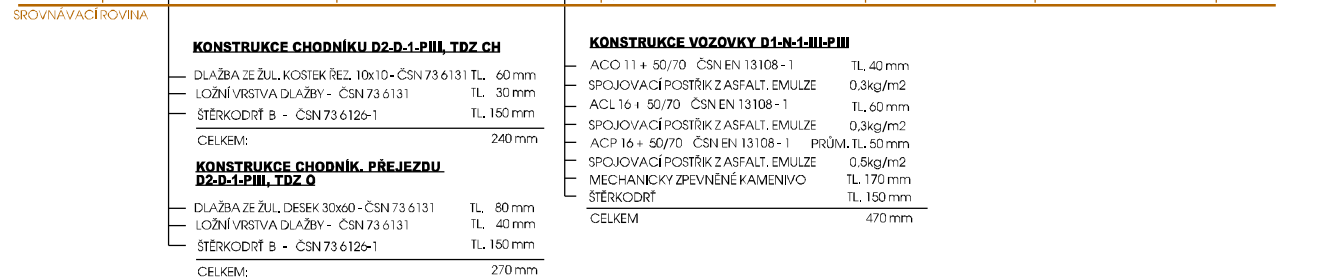 SROVNÁVACÍ ROVINA
KONSTRUKCE CHODNÍKU D2-D-1-PIII, TDZ CH
DLAŽBA ZE ŽUL. KOSTEK ŘEZ. 10x10 - ČSN 73 6131 TL. 60 mm
LOŽNÍ VRSTVA DLAŽBY - ČSN 73 6131 TL. 30 mm
ŠTĚRKODRŤ B - ČSN 73 6126-1 TL. 150 mm
CELKEM: 240 mm
KONSTRUKCE CHODNÍK. PŘEJEZDU
D2-D-1-PIII, TDZ O
DLAŽBA ZE ŽUL. DESEK 30x60 - ČSN 73 6131 TL. 80 mm
LOŽNÍ VRSTVA DLAŽBY - ČSN 73 6131 TL. 40 mm
ŠTĚRKODRŤ B - ČSN 73 6126-1 TL. 150 mm
CELKEM: 270 mm
KONSTRUKCE VOZOVKY D1-N-1-III-PIII
ACO 11 + 50/70 ČSN EN 13108 - 1 TL. 40 mm
SPOJOVACÍ POSTŘIK Z ASFALT. EMULZE 0,3kg/m2
ACL 16 + 50/70 ČSN EN 13108 - 1 TL. 60 mm
SPOJOVACÍ POSTŘIK Z ASFALT. EMULZE 0,3kg/m2
ACP 16 + 50/70 ČSN EN 13108 - 1 PRŮM. TL. 50 mm
SPOJOVACÍ POSTŘIK Z ASFALT. EMULZE 0,5kg/m2
MECHANICKY ZPEVNĚNÉ KAMENIVO TL. 170 mm
ŠTĚRKODRŤ TL. 150 mm
CELKEM 470 mm